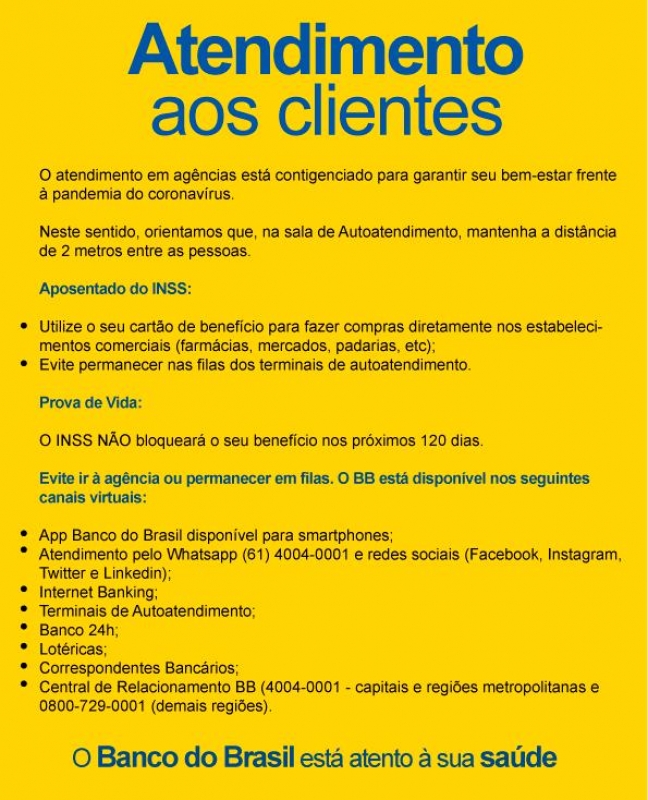 Atendimento
aos clientes
O atendimento em agências está contigenciado para garantir seu bem-estar frente
à pandemia do coronavírus.
Neste sentido, orientamos que, na sala de Autoatendimento, mantenha a distância
de 2 metros entre as pessoas.
Aposentado do INSS:
• Utilize o seu cartão de benefício para fazer compras diretamente nos estabeleci-
mentos comerciais (farmácias, mercados, padarias, etc);
• Evite permanecer nas filas dos terminais de autoatendimento.
Prova de Vida:
O INSS NÃO bloqueará o seu benefício nos próximos 120 dias.
Evite ir à agência ou permanecer em filas. O BB está disponível nos seguintes
canais virtuais:
• App Banco do Brasil disponível para smartphones;
• Atendimento pelo Whatsapp (61) 4004-0001 e redes sociais (Facebook, Instagram,
Twitter e Linkedin);
• Internet Banking;
• Terminais de Autoatendimento;
• Banco 24h;
• Lotéricas;
• Correspondentes Bancários;
• Central de Relacionamento BB (4004-0001 - capitais e regiões metropolitanas e
0800-729-0001 (demais regiões).
O Banco do Brasil está atento à sua saúde